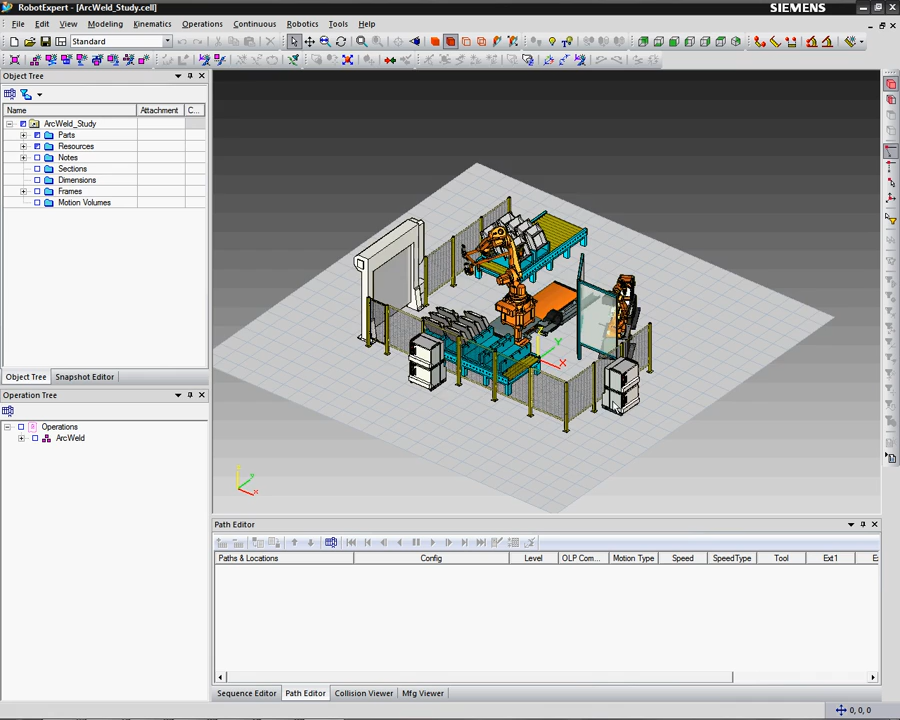 RobotExpert - [ArcWeld_Study.cell]
SIEMENS
File Edit View Modeling Kinematics Operations Continuous Robotics Tools Help
Standard
Object Tree
Name Attachment C...
ArcWeld_Study
Parts
Resources
Notes
Sections
Dimensions
Frames
Motion Volumes
Object Tree Snapshot Editor
Operation Tree
Operations
ArcWeld
Y
X
Path Editor
Paths & Locations Config Level OLP Com... Motion Type Speed SpeedType Tool Ext1
Sequence Editor Path Editor Collision Viewer Mfg Viewer
0, 0, 0